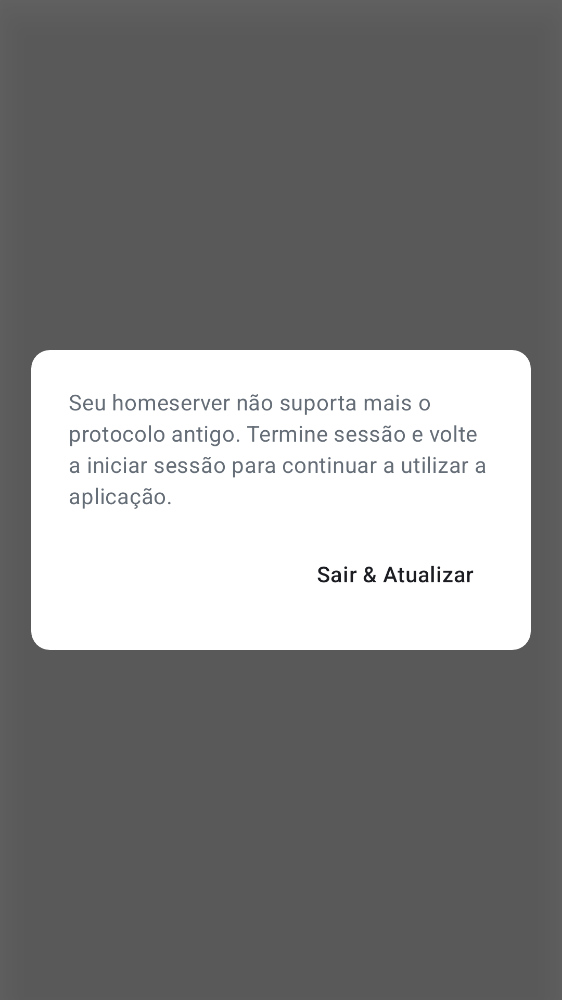 Seu homeserver não suporta mais o
protocolo antigo. Termine sessão e volte
a iniciar sessão para continuar a utilizar a
aplicação.
Sair & Atualizar